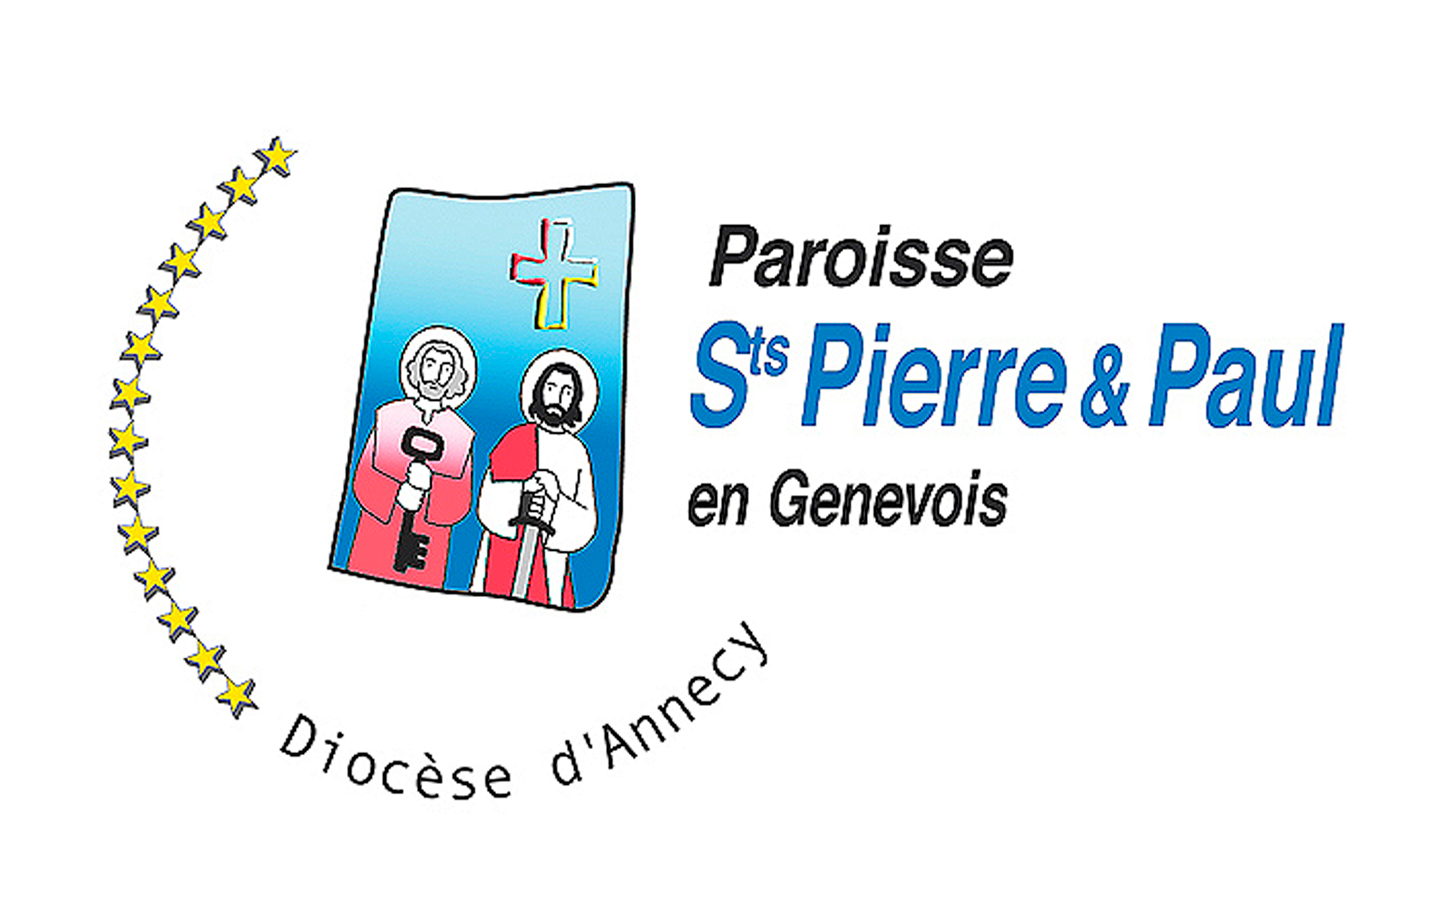 Paroisse
Sts Pierre & Paul
en Genevois
Diocèse d'Annecy